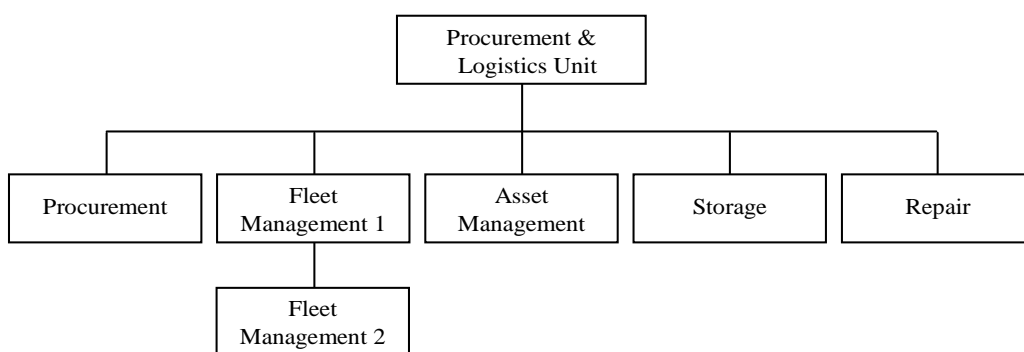 Procurement &
Logistics Unit
Procurement
Fleet
Management 1
Asset
Management
Storage
Repair
Fleet
Management 2